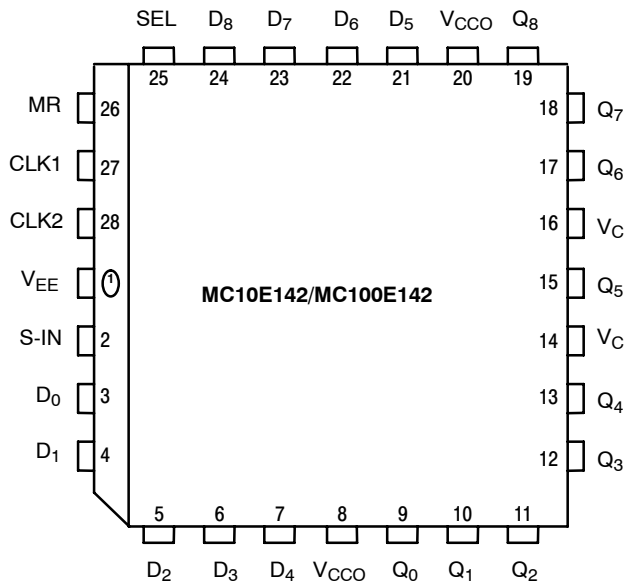 SEL D8 D7 D6 D5 VCCO Q8
25 24 23 22 21 20 19
MR 26 18 Q7
CLK1 27 17 Q6
CLK2 28 16 VC
VEE 1 MC10E142/MC100E142 15 Q5
S-IN 2 14 VC
D0 3 13 Q4
D1 4 12 Q3
5 6 7 8 9 10 11
D2 D3 D4 VCCO Q0 Q1 Q2